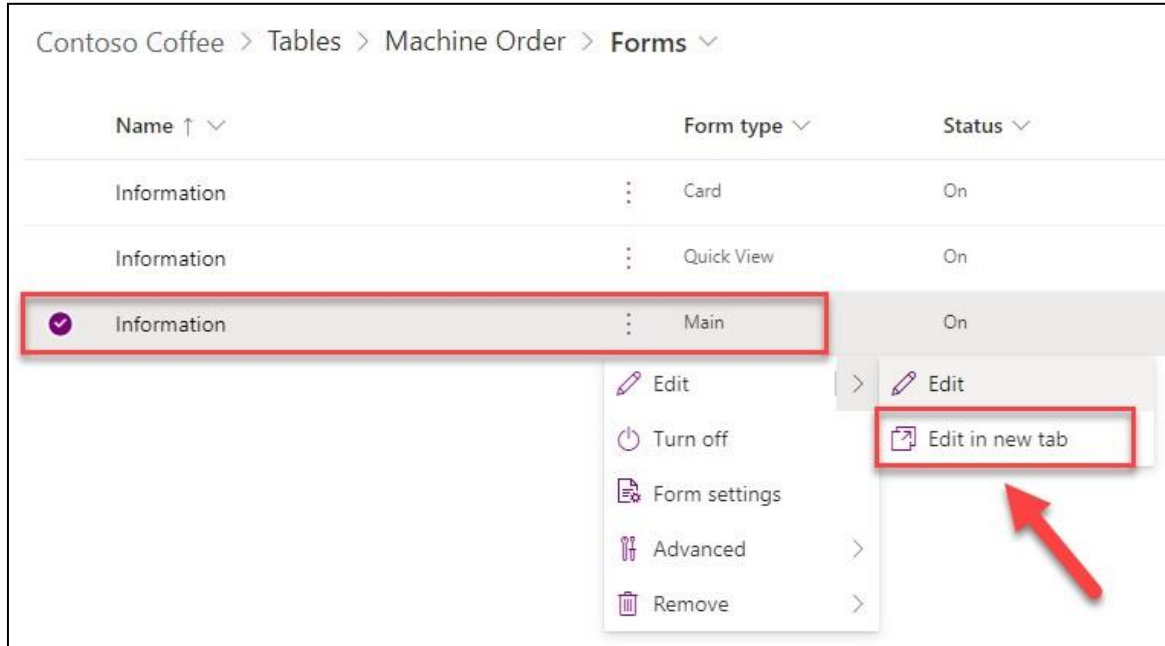 Contoso Coffee > Tables > Machine Order > Forms
Name ↑ Form type Status
Information Card On
Information Quick View On
Information Main On
Edit > Edit
Turn off Edit in new tab
Form settings
Advanced >
Remove >